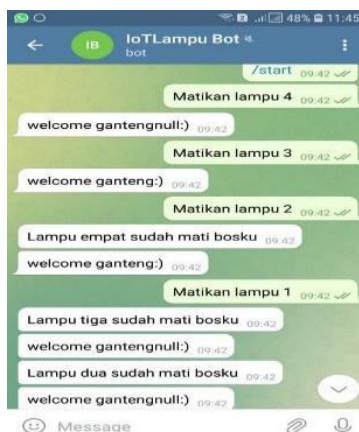 48% 11:45
IB
IoTLampu Bot
bot
/start 09:42
Matikan lampu 4 09:42
welcome gantengnull:) 09:42
Matikan lampu 3 09:42
welcome ganteng:) 09:42
Matikan lampu 2 09:42
Lampu empat sudah mati bosku 09:42
welcome ganteng:) 09:42
Matikan lampu 1 09:42
Lampu tiga sudah mati bosku 09:42
welcome gantengnull:) 09:42
Lampu dua sudah mati bosku 09:42
welcome gantengnull:) 09:42
Message